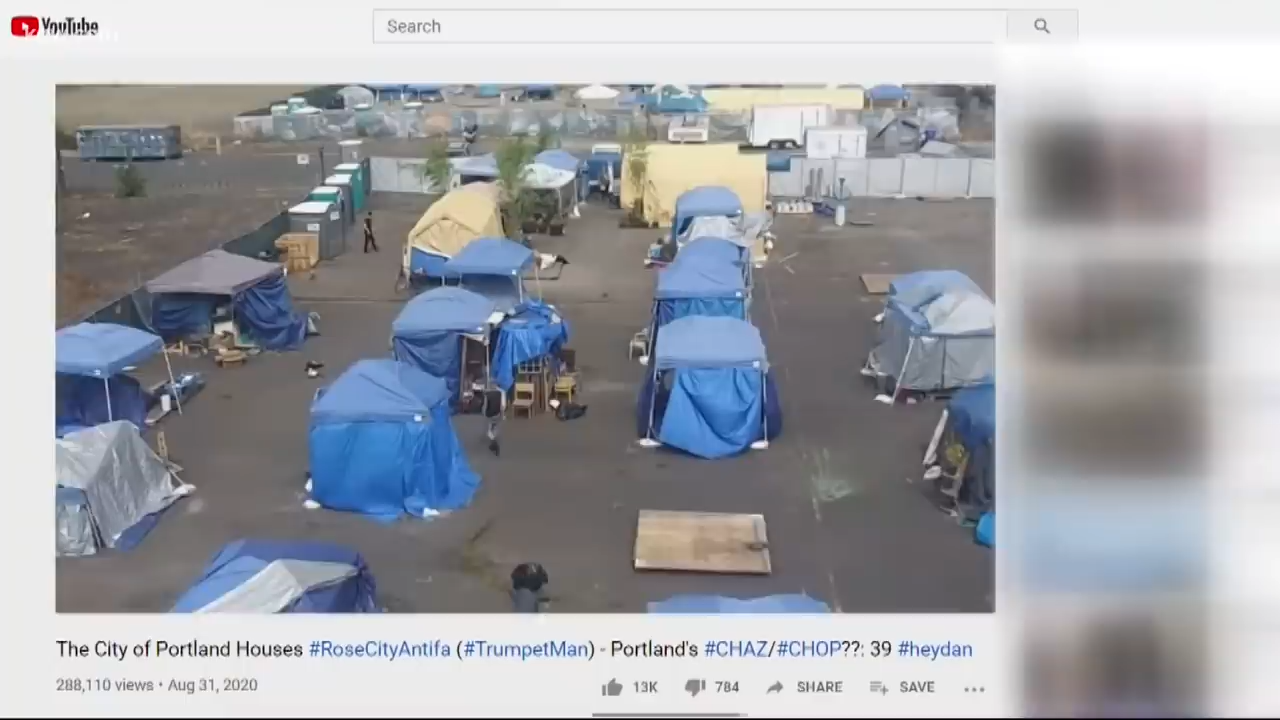 YouTube
Search
The City of Portland Houses #RoseCityAntifa (#TrumpetMan) - Portland's #CHAZ/#CHOP??: 39 #heydan
288,110 views • Aug 31, 2020
13K 784 SHARE SAVE